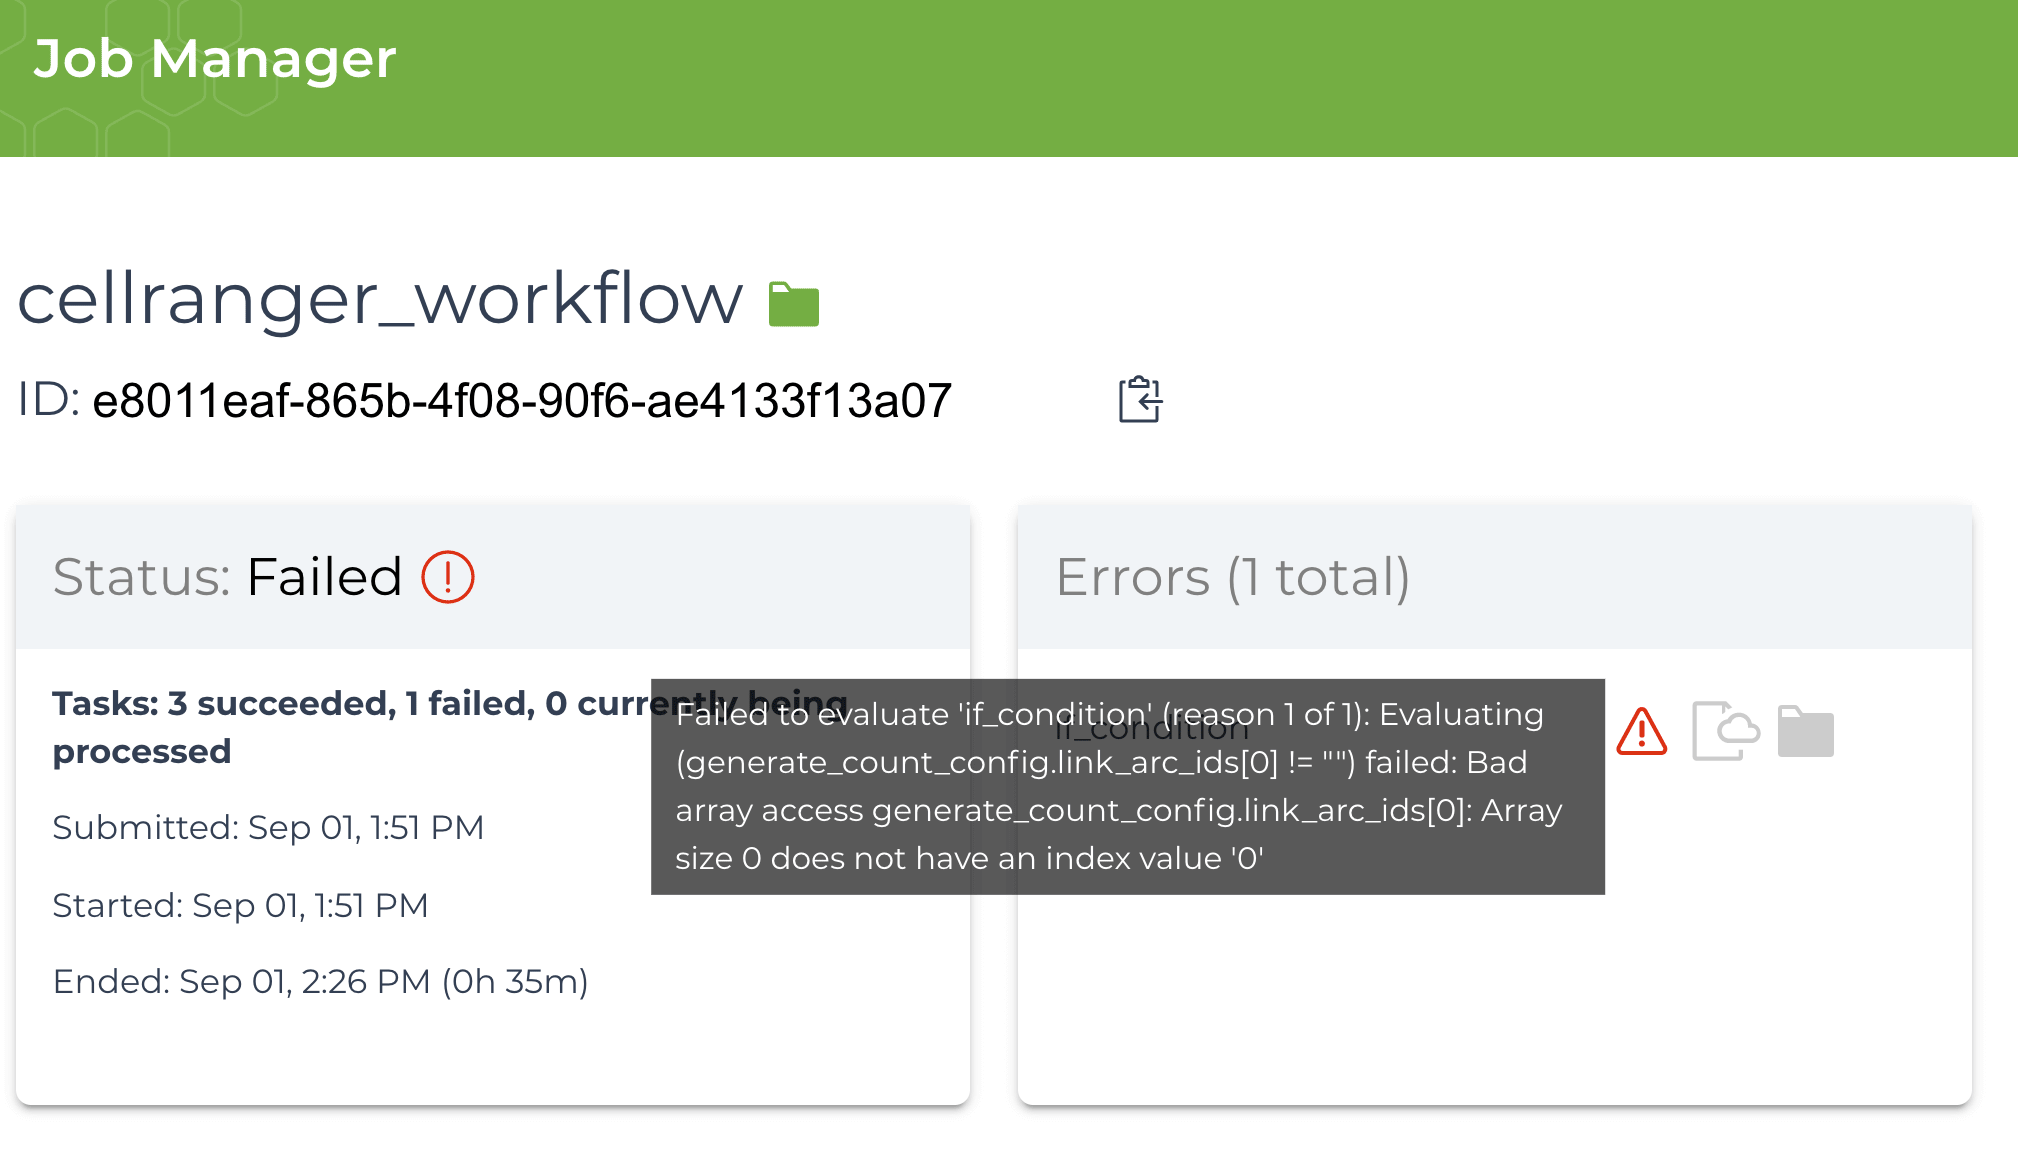 Job Manager
cellranger_workflow
ID: e8011eaf-865b-4f08-90f6-ae4133f13a07
Status: Failed
Tasks: 3 succeeded, 1 failed, 0 currently being
processed
Submitted: Sep 01, 1:51 PM
Started: Sep 01, 1:51 PM
Ended: Sep 01, 2:26 PM (0h 35m)
Errors (1 total)
if_condition
Failed to evaluate 'if_condition' (reason 1 of 1): Evaluating
(generate_count_config.link_arc_ids[0] != "") failed: Bad
array access generate_count_config.link_arc_ids[0]: Array
size 0 does not have an index value '0'